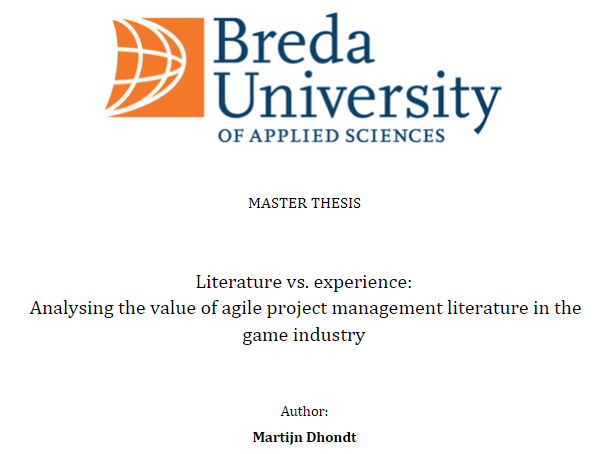 Breda
University
OF APPLIED SCIENCES
MASTER THESIS
Literature vs. experience:
Analysing the value of agile project management literature in the
game industry
Author:
Martijn Dhondt